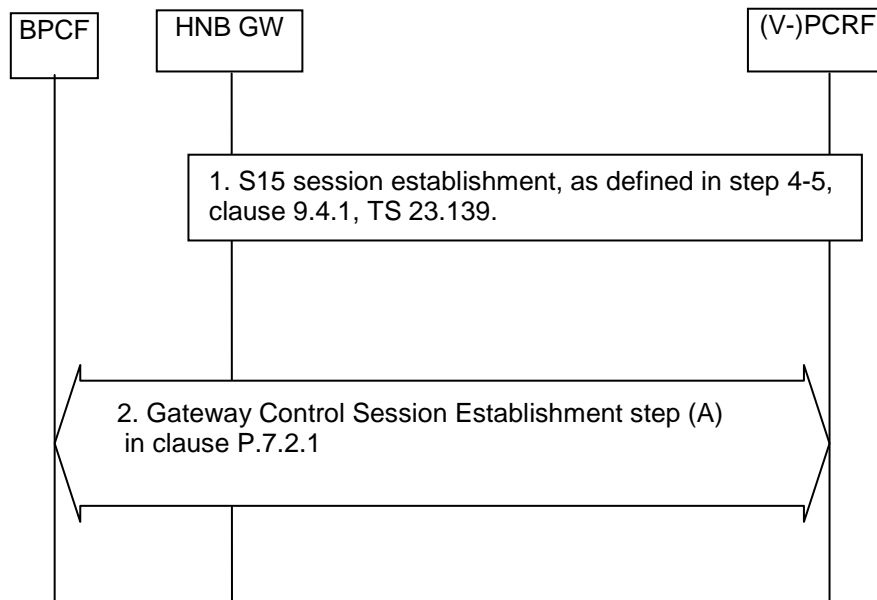 BPCF
HNB GW
(V-)PCRF
1. S15 session establishment, as defined in step 4-5,
clause 9.4.1, TS 23.139.
2. Gateway Control Session Establishment step (A)
in clause P.7.2.1